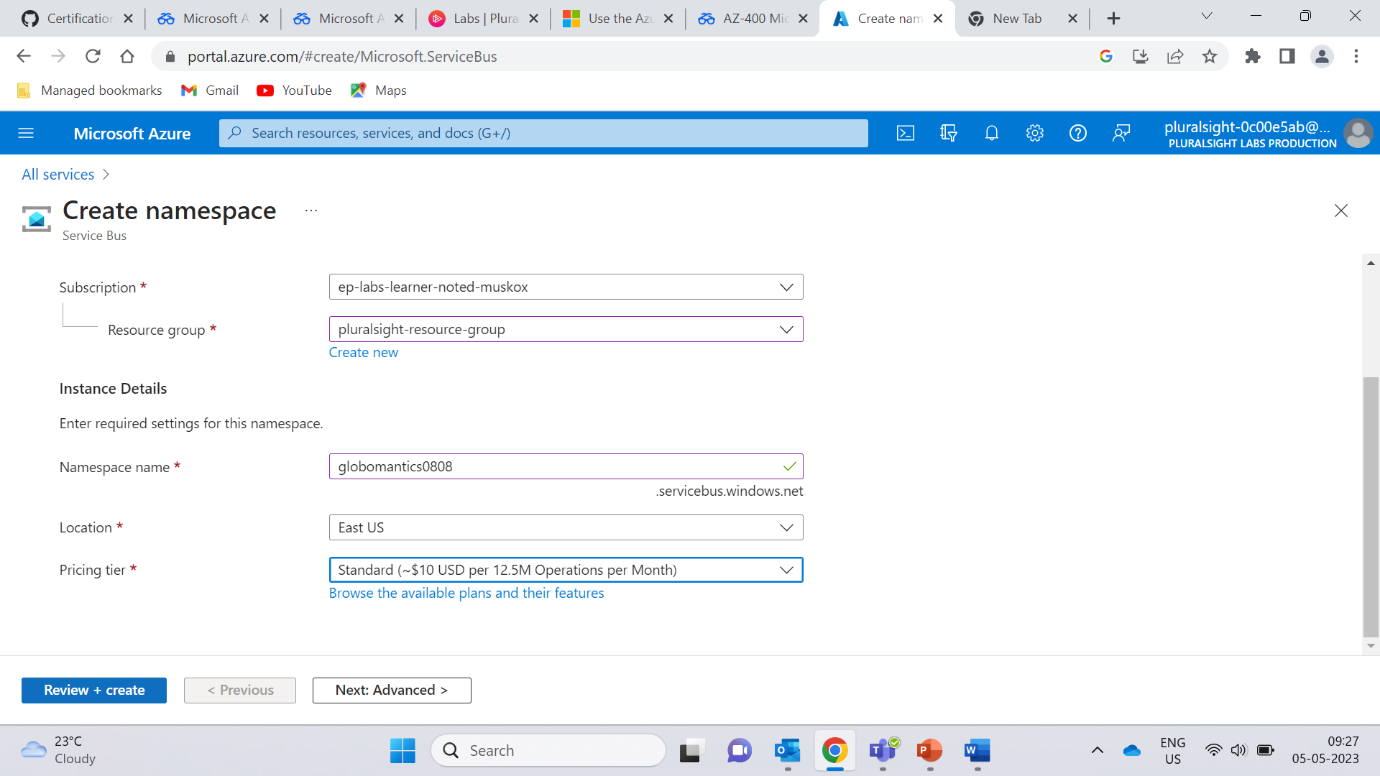 Certification
Microsoft A
Microsoft A
Labs | Plura
Use the Azu
AZ-400 Mic
Create nam
New Tab
portal.azure.com/#create/Microsoft.ServiceBus
Managed bookmarks
Gmail
YouTube
Maps
Microsoft Azure
Search resources, services, and docs (G+/)
pluralsight-0c00e5ab@...
PLURALSIGHT LABS PRODUCTION
All services >
Create namespace ...
Service Bus
Subscription *
ep-labs-learner-noted-muskox
Resource group *
pluralsight-resource-group
Create new
Instance Details
Enter required settings for this namespace.
Namespace name *
globomantics0808
.servicebus.windows.net
Location *
East US
Pricing tier *
Standard (~$10 USD per 12.5M Operations per Month)
Browse the available plans and their features
Review + create
< Previous
Next: Advanced >
23°C
Cloudy
Search
ENG
US
09:27
05-05-2023